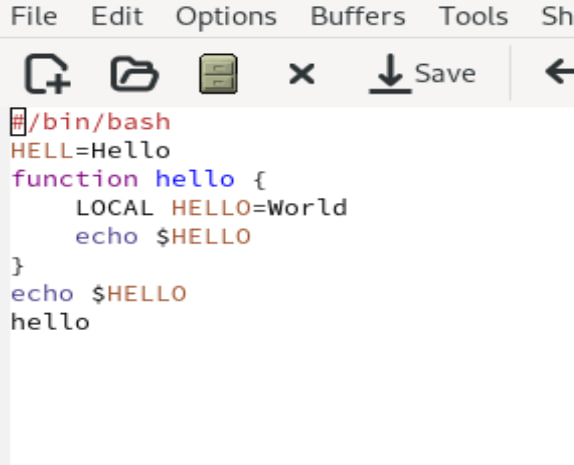 File Edit Options Buffers Tools Sh
Save
#/bin/bash
HELL=Hello
function hello {
    LOCAL HELLO=World
    echo $HELLO
}
echo $HELLO
hello